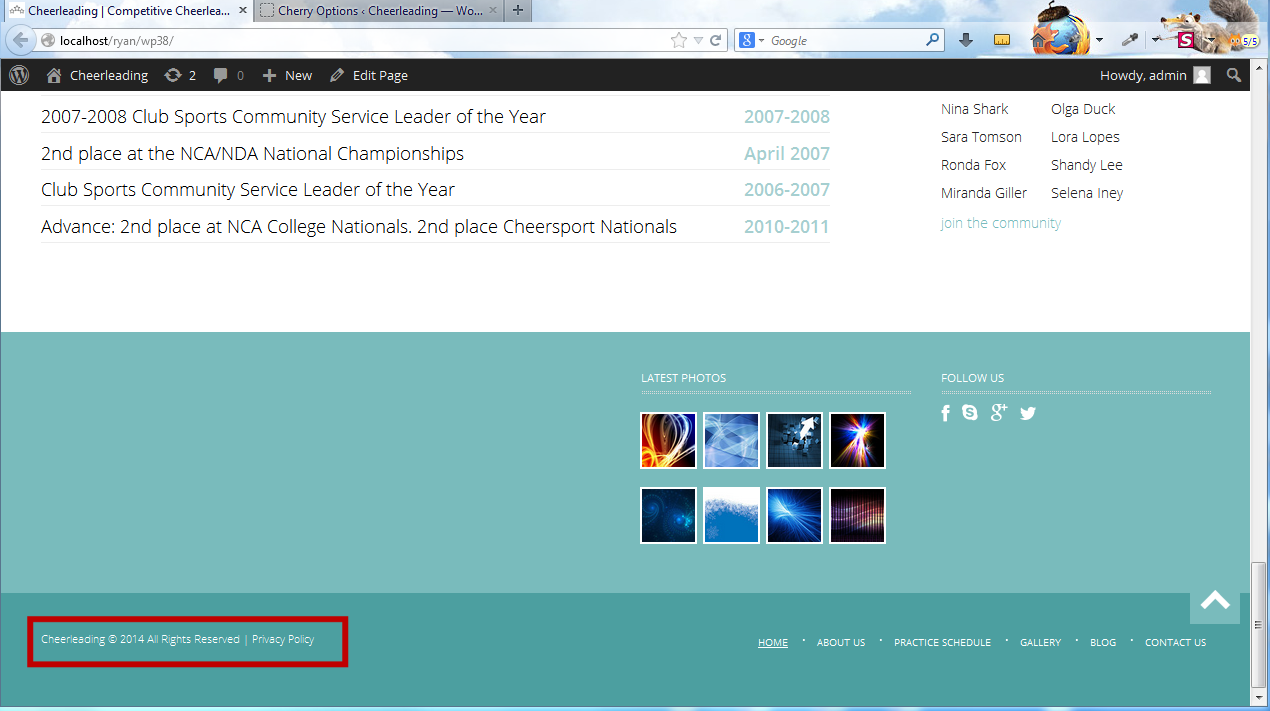 Cheerleading | Competitive Cheerlea...
Cherry Options ‹ Cheerleading — Wo...
localhost/ryan/wp38/
Google
S
5/5
Cheerleading
2
0
New
Edit Page
Howdy, admin
2007-2008 Club Sports Community Service Leader of the Year 2007-2008
2nd place at the NCA/NDA National Championships April 2007
Club Sports Community Service Leader of the Year 2006-2007
Advance: 2nd place at NCA College Nationals. 2nd place Cheersport Nationals 2010-2011
Nina Shark Olga Duck
Sara Tomson Lora Lopes
Ronda Fox Shandy Lee
Miranda Giller Selena Iney
join the community
LATEST PHOTOS
FOLLOW US
Cheerleading © 2014 All Rights Reserved | Privacy Policy
HOME · ABOUT US · PRACTICE SCHEDULE · GALLERY · BLOG · CONTACT US